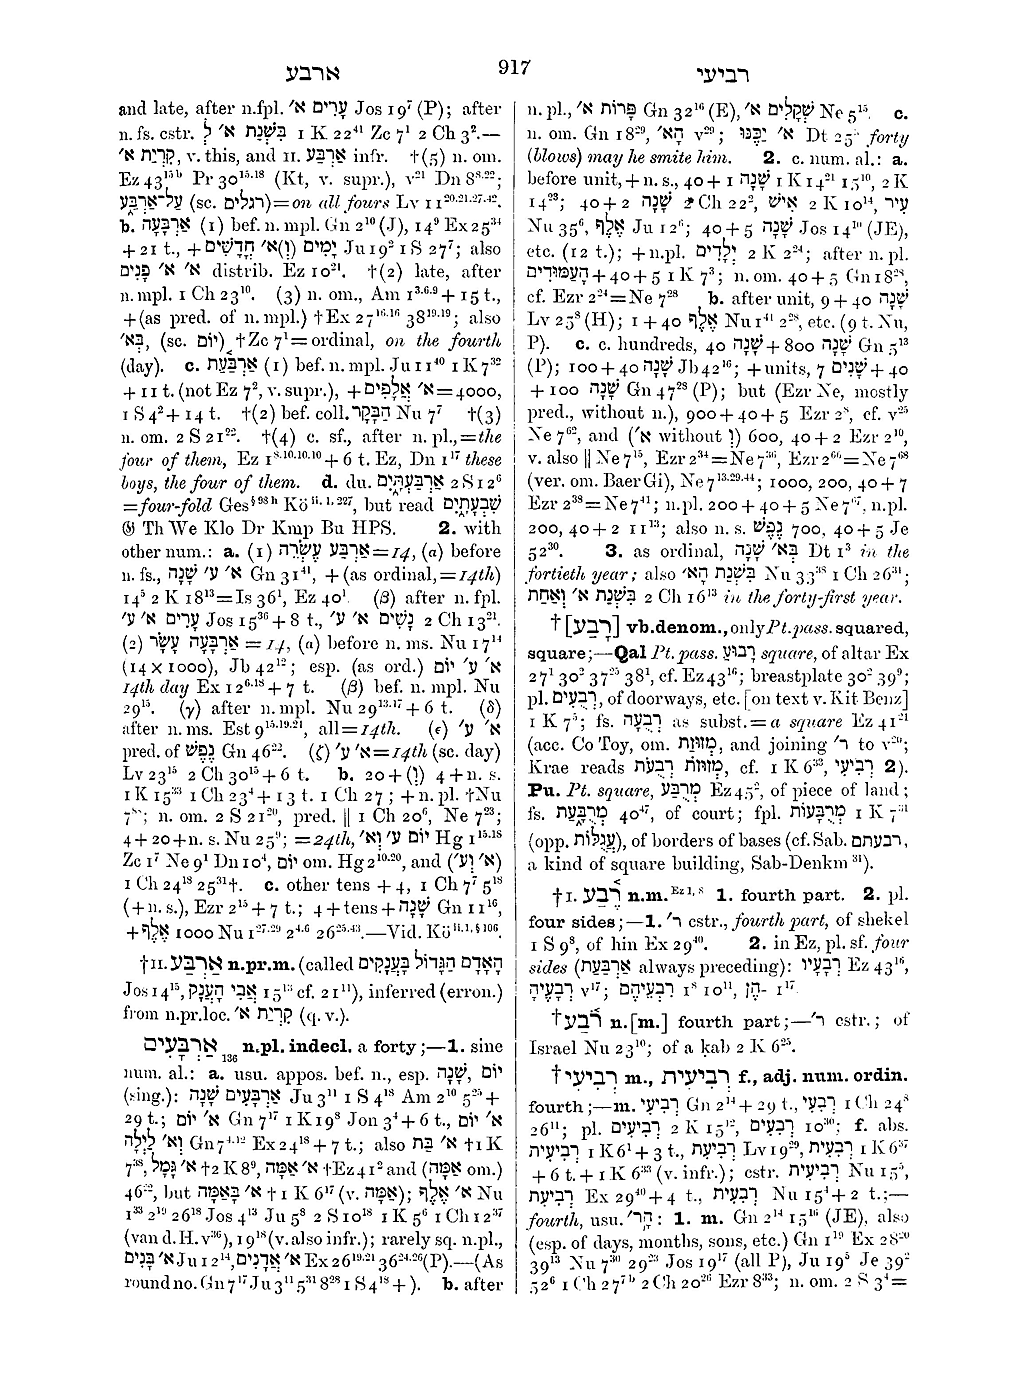 ארבע
917
רביעי
and late, after n.fpl. עָרִים א׳ Jos 19⁷ (P); after
n. fs. cstr. בִּשְׁנַת א׳ לְ 1 K 22⁴¹ Zc 7¹ 2 Ch 3².—
קִרְיַת א׳, v. this, and II. אַרְבַּע infr. †(5) n. om.
Ez 43¹⁵ᵇ Pr 30¹⁵·¹⁸ (Kt, v. supr.), v²¹ Dn 8⁸·²²;
עַל־אַרְבַּע (sc. רגלים)=on all fours Lv 11²⁰·²¹·²⁷·⁴².
b. אַרְבָּעָה (1) bef. n. mpl. Gn 2¹⁰ (J), 14⁹ Ex 25³⁴
+ 21 t., + יָמִים (וְ)א׳ חֳדָשִׁים Ju 19² 1 S 27⁷; also
א׳ א׳ פָּנִים distrib. Ez 10²¹. †(2) late, after
n. mpl. 1 Ch 23¹⁰. (3) n. om., Am 1³·⁶·⁹ + 15 t.,
+ (as pred. of n. mpl.) †Ex 27¹⁶·¹⁶ 38¹⁹·¹⁹; also
בְּא׳, (sc. יוֹם) †Zc 7¹=ordinal, on the fourth
(day). c. אַרְבַּעַת (1) bef. n. mpl. Ju 11⁴⁰ 1 K 7³²
+ 11 t. (not Ez 7², v. supr.), + א׳ אֲלָפִים=4000,
1 S 4² + 14 t. †(2) bef. coll. הַבָּקָר Nu 7⁷ †(3)
n. om. 2 S 21²². †(4) c. sf., after n. pl.,=the
four of them, Ez 1⁸·¹⁰·¹⁰·¹⁰ + 6 t. Ez, Dn 1¹⁷ these
boys, the four of them. d. du. אַרְבַּעְתַּיִם 2 S 12⁶
=four-fold Ges§ ⁹⁸ ʰ Kö ii. 1, 227, but read שִׁבְעָתַיִם
𝔊 Th We Klo Dr Kmp Bu HPS. 2. with
other num.: a. (1) אַרְבַּע עֶשְׂרֵה=14, (α) before
n. fs., א׳ ע׳ שָׁנָה Gn 31⁴¹, + (as ordinal,=14th)
14⁵ 2 K 18¹³=Is 36¹, Ez 40¹. (β) after n. fpl.
עָרִים א׳ ע׳ Jos 15³⁶ + 8 t., נָשִׁים א׳ ע׳ 2 Ch 13²¹.
(2) אַרְבָּעָה עָשָׂר =14, (α) before n. ms. Nu 17¹⁴
(14 × 1000), Jb 42¹²; esp. (as ord.) א׳ ע׳ יוֹם
14th day Ex 12⁶·¹⁸ + 7 t. (β) bef. n. mpl. Nu
29¹⁵. (γ) after n. mpl. Nu 29¹³·¹⁷ + 6 t. (δ)
after n. ms. Est 9¹⁵·¹⁹·²¹, all=14th. (ε) א׳ ע׳
pred. of נֶפֶשׁ Gn 46²². (ζ) א׳ ע׳=14th (sc. day)
Lv 23¹⁵ 2 Ch 30¹⁵ + 6 t. b. 20 + (וְ) 4 + n. s.
1 K 15³³ 1 Ch 23⁴ + 13 t. 1 Ch 27; + n. pl. †Nu
; n. om. 2 S 21²⁰, pred. ‖ 1 Ch 20⁶, Ne 7²³;
4 + 20 + n. s. Nu 25⁹; =24th, יוֹם ע׳ וְא׳ Hg 1¹⁵·¹⁸
Zc 1⁷ Ne 9¹ Dn 10⁴, יוֹם om. Hg 2¹⁰·²⁰, and (א׳ וְע׳)
1 Ch 24¹⁸ 25³¹†. c. other tens + 4, 1 Ch 7⁷ 5¹⁸
(+ n. s.), Ezr 2¹⁵ + 7 t.; 4 + tens + שָׁנָה Gn 11¹⁶,
+ אֶלֶף 1000 Nu 1²⁷·²⁹ 2⁴·⁶ 26²⁵·⁴³.—Vid. Kö ii. 1, § 106.
†II. אַרְבַּע n.pr.m. (called הָאָדָם הַגָּדוֹל בָּעֲנָקִים
Jos 14¹⁵, אֲבִי הָעֲנָק 15¹³ cf. 21¹¹), inferred (erron.)
from n.pr.loc. קִרְיַת א׳ (q. v.).
אַרְבָּעִים 136 n.pl. indecl. a forty;—1. sine
num. al.: a. usu. appos. bef. n., esp. שָׁנָה, יוֹם
(sing.): אַרְבָּעִים שָׁנָה Ju 3¹¹ 1 S 4¹⁸ Am 2¹⁰ 5²⁵ +
29 t.; א׳ יוֹם Gn 7¹⁷ 1 K 19⁸ Jon 3⁴ + 6 t., א׳ יוֹם
וְא׳ לַיְלָה Gn 7⁴·¹² Ex 24¹⁸ + 7 t.; also א׳ בַּת †1 K
7³⁸, א׳ גָּמָל †2 K 8⁹, א׳ אַמָּה †Ez 41² and (אַמָּה om.)
46²², but א׳ בָּאַמָּה †1 K 6¹⁷ (v. אַמָּה); א׳ אֶלֶף Nu
1³³ 2¹⁹ 26¹⁸ Jos 4¹³ Ju 5⁸ 2 S 10¹⁸ 1 K 5⁶ 1 Ch 12³⁷
(van d. H. v³⁶), 19¹⁸ (v. also infr.); rarely sq. n.pl.,
א׳ בָּנִים Ju 12¹⁴, א׳ אֲדָנִים Ex 26¹⁹·²¹ 36²⁴·²⁶ (P).—(As
round no. Gn 7¹⁷ Ju 3¹¹ 5³¹ 8²⁸ 1 S 4¹⁸ +). b. after
n. pl., פָּרוֹת א׳ Gn 32¹⁶ (E), שְׁקָלִים א׳ Ne 5¹⁵. c.
n. om. Gn 18²⁹, הָא׳ v²⁹; א׳ יַכֶּנּוּ Dt 25³ forty
(blows) may he smite him. 2. c. num. al.: a.
before unit, + n. s., 40 + 1 שָׁנָה 1 K 14²¹ 15¹⁰, 2 K
14²³; 40 + 2 שָׁנָה 2 Ch 22², אִישׁ 2 K 10¹⁴, עִיר
Nu 35⁶, אֶלֶף Ju 12⁶; 40 + 5 שָׁנָה Jos 14¹⁰ (JE),
etc. (12 t.); + n.pl. יְלָדִים 2 K 2²⁴; after n. pl.
הָעַמּוּדִים + 40 + 5 1 K 7³; n. om. 40 + 5 Gn 18²⁸,
cf. Ezr 2²⁴=Ne 7²⁸ b. after unit, 9 + 40 שָׁנָה
Lv 25⁸ (H); 1 + 40 אֶלֶף Nu 1⁴¹ 2²⁸, etc. (9 t. Nu,
P). c. c. hundreds, 40 שָׁנָה + 800 שָׁנָה Gn 5¹³
(P); 100 + 40 שָׁנָה Jb 42¹⁶; + units, 7 שָׁנִים + 40
+ 100 שָׁנָה Gn 47²⁸ (P); but (Ezr Ne, mostly
pred., without n.), 900 + 40 + 5 Ezr 2⁸, cf. v²⁵
Ne 7⁶², and (א׳ without וְ) 600, 40 + 2 Ezr 2¹⁰,
v. also ‖ Ne 7¹⁵, Ezr 2³⁴=Ne 7³⁶, Ezr 2⁶⁶=Ne 7⁶⁸
(ver. om. Baer Gi), Ne 7¹³·²⁹·⁴⁴; 1000, 200, 40 + 7
Ezr 2³⁸=Ne 7⁴¹; n.pl. 200 + 40 + 5 Ne 7⁶⁷, n.pl.
200, 40 + 2 11¹³; also n. s. נֶפֶשׁ 700, 40 + 5 Je
52³⁰. 3. as ordinal, בְּא׳ שָׁנָה Dt 1³ in the
fortieth year; also בִּשְׁנַת הָא׳ Nu 33³⁸ 1 Ch 26³¹;
בִּשְׁנַת א׳ וְאַחַת 2 Ch 16¹³ in the forty-first year.
†[רָבַע] vb.denom., only Pt. pass. squared,
square;—Qal Pt. pass. רָבוּעַ square, of altar Ex
27¹ 30² 37²⁵ 38¹, cf. Ez 43¹⁶; breastplate 30² 39⁹;
pl. רְבֻעִים, of doorways, etc. [on text v. Kit Benz]
1 K 7⁵; fs. רְבֻעָה as subst.=a square Ez 41²¹
(acc. Co Toy, om. מְזוּזַת, and joining ר׳ to v²⁰;
Krae reads מְזוּזֹת רְבֻעֹת, cf. 1 K 6³³, רְבִיעִי 2).
Pu. Pt. square, מְרֻבָּע Ez 45², of piece of land;
fs. מְרֻבַּעַת 40⁴⁷, of court; fpl. מְרֻבָּעוֹת 1 K 7³¹
(opp. עֲגֻלּוֹת), of borders of bases (cf. Sab. רבעתם,
a kind of square building, Sab-Denkm ³¹).
†I. רֶ֫בַע n.m. Ez 1, 8 1. fourth part. 2. pl.
four sides;—1. ר׳ cstr., fourth part, of shekel
1 S 9⁸, of hin Ex 29⁴⁰. 2. in Ez, pl. sf. four
sides (אַרְבַּעַת always preceding): רְבָעָיו Ez 43¹⁶,
רְבָעֶיהָ v¹⁷; רִבְעֵיהֶם 1⁸ 10¹¹, ־הֶן 1¹⁷
†רֹ֫בַע n.[m.] fourth part;—ר׳ cstr.; of
Israel Nu 23¹⁰; of a ḳab 2 K 6²⁵.
†רְבִיעִי m., רְבִיעִית f., adj. num. ordin.
fourth;—m. רְבִיעִי Gn 2¹⁴ + 29 t., רְבִעִי 1 Ch 24⁸
26¹¹; pl. רְבִיעִים 2 K 15¹², רְבִעִים 10³⁰; f. abs.
רְבִיעִית 1 K 6¹ + 3 t., רְבִיעִת Lv 19²⁹, רְבִעִית 1 K 6³⁷
+ 6 t. + 1 K 6³³ (v. infr.); cstr. רְבִיעִית Nu 15⁵,
רְבִיעִת Ex 29⁴⁰ + 4 t., רְבִעִית Nu 15¹ + 2 t.;—
fourth, usu. הָר׳: 1. m. Gn 2¹⁴ 15¹⁶ (JE), also
(esp. of days, months, sons, etc.) Gn 1¹⁹ Ex 28²⁰
39¹³ Nu 7³⁰ 29²³ Jos 19¹⁷ (all P), Ju 19⁵ Je 39²
52⁶ 1 Ch 27⁷ᵇ 2 Ch 20²⁶ Ezr 8³³; n. om. 2 S 3⁴=